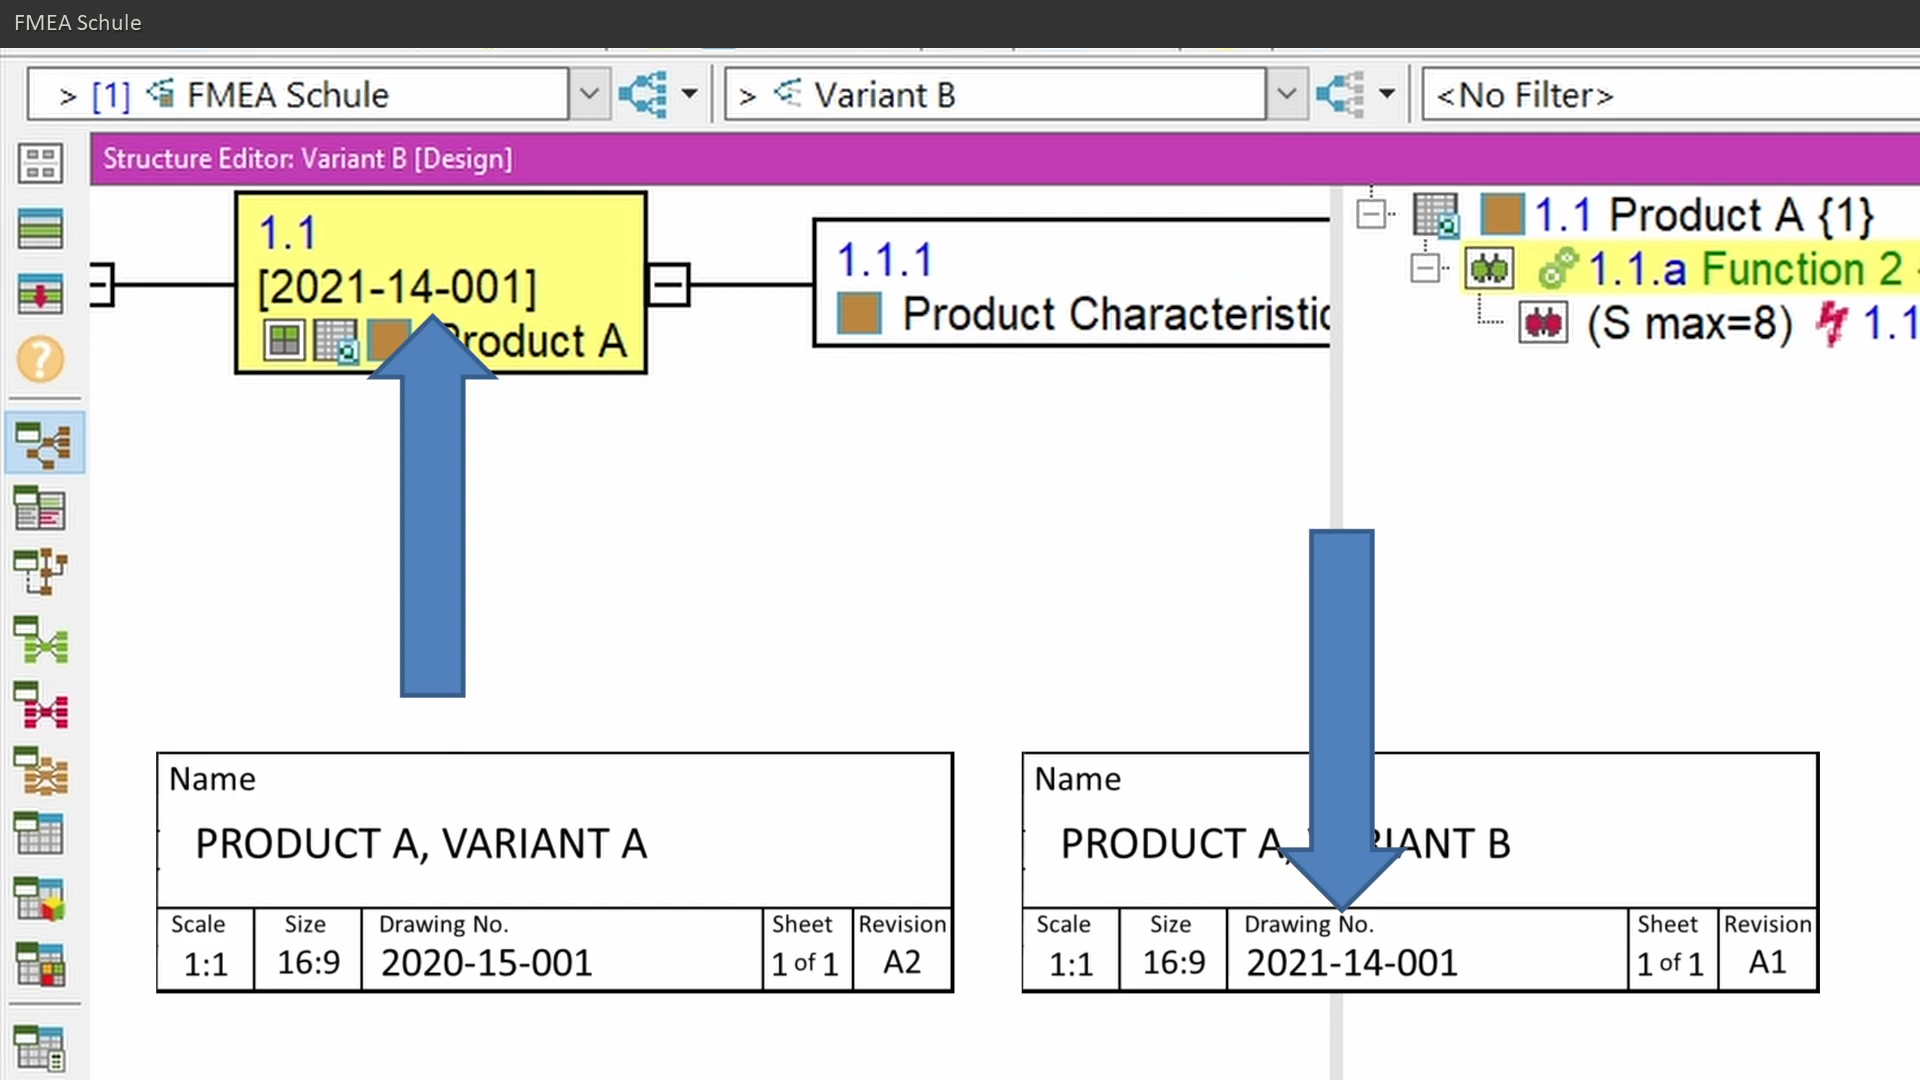 FMEA Schule
> [1] FMEA Schule
> Variant B
<No Filter>
Structure Editor: Variant B [Design]
1.1
[2021-14-001]
Product A
1.1.1
Product Characteristic
1.1 Product A {1}
1.1.a Function 2
(S max=8) 1.1
Name
PRODUCT A, VARIANT A
Scale Size Drawing No. Sheet Revision
1:1 16:9 2020-15-001 1 of 1 A2
Name
PRODUCT A, VARIANT B
Scale Size Drawing No. Sheet Revision
1:1 16:9 2021-14-001 1 of 1 A1